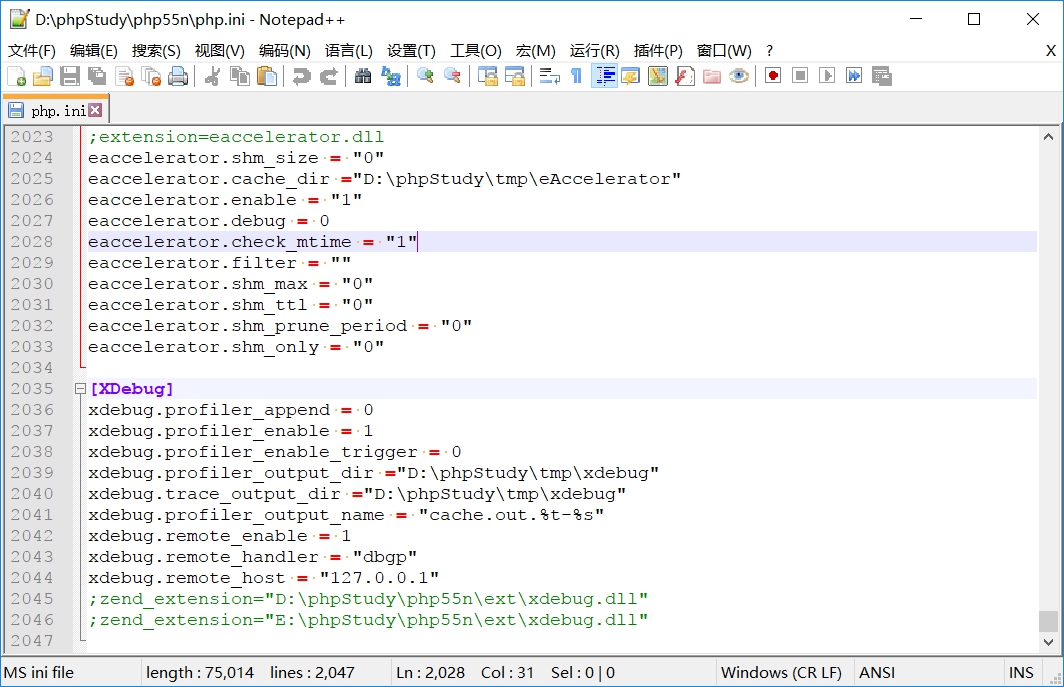 D:\phpStudy\php55n\php.ini - Notepad++
文件(F) 编辑(E) 搜索(S) 视图(V) 编码(N) 语言(L) 设置(T) 工具(O) 宏(M) 运行(R) 插件(P) 窗口(W) ? X
php.ini
2023 ;extension=eaccelerator.dll
2024 eaccelerator.shm_size = "0"
2025 eaccelerator.cache_dir ="D:\phpStudy\tmp\eAccelerator"
2026 eaccelerator.enable = "1"
2027 eaccelerator.debug = 0
2028 eaccelerator.check_mtime = "1"
2029 eaccelerator.filter = ""
2030 eaccelerator.shm_max = "0"
2031 eaccelerator.shm_ttl = "0"
2032 eaccelerator.shm_prune_period = "0"
2033 eaccelerator.shm_only = "0"
2034
2035 [XDebug]
2036 xdebug.profiler_append = 0
2037 xdebug.profiler_enable = 1
2038 xdebug.profiler_enable_trigger = 0
2039 xdebug.profiler_output_dir ="D:\phpStudy\tmp\xdebug"
2040 xdebug.trace_output_dir ="D:\phpStudy\tmp\xdebug"
2041 xdebug.profiler_output_name = "cache.out.%t-%s"
2042 xdebug.remote_enable = 1
2043 xdebug.remote_handler = "dbgp"
2044 xdebug.remote_host = "127.0.0.1"
2045 ;zend_extension="D:\phpStudy\php55n\ext\xdebug.dll"
2046 ;zend_extension="E:\phpStudy\php55n\ext\xdebug.dll"
2047
MS ini file length : 75,014 lines : 2,047 Ln : 2,028 Col : 31 Sel : 0 | 0 Windows (CR LF) ANSI INS